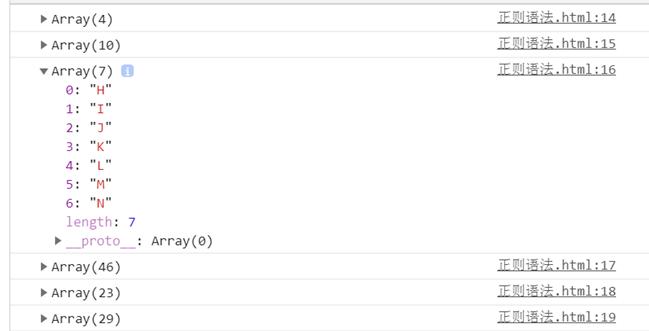 ▶ Array(4) 正则语法.html:14
▶ Array(10) 正则语法.html:15
▼ Array(7) i 正则语法.html:16
0: "H"
1: "I"
2: "J"
3: "K"
4: "L"
5: "M"
6: "N"
length: 7
▶ __proto__: Array(0)
▶ Array(46) 正则语法.html:17
▶ Array(23) 正则语法.html:18
▶ Array(29) 正则语法.html:19